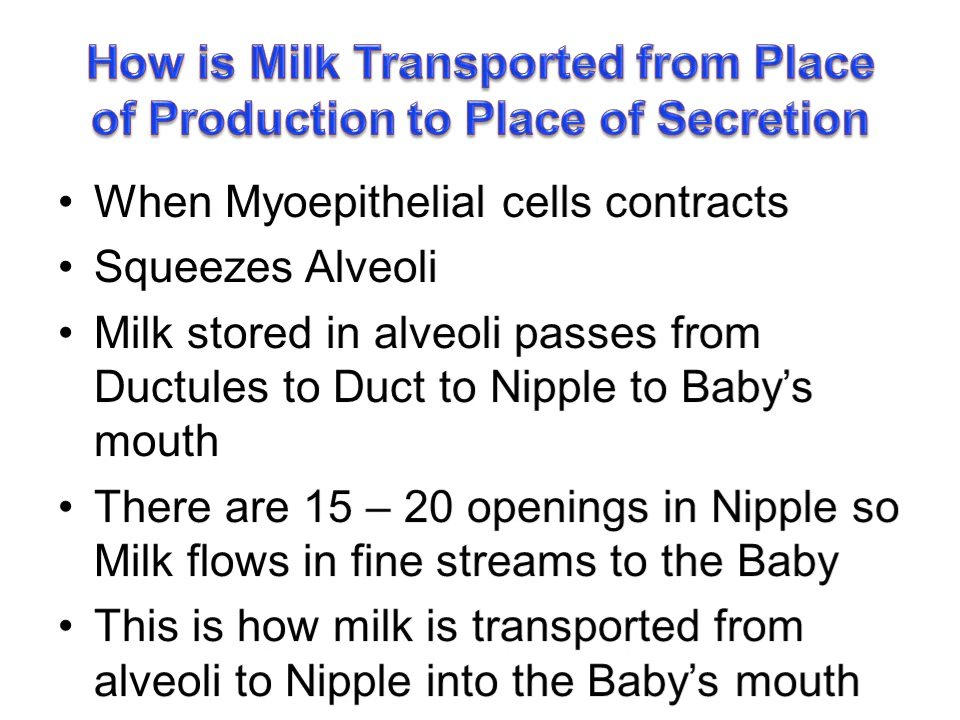 How is Milk Transported from Place
of Production to Place of Secretion
• When Myoepithelial cells contracts
• Squeezes Alveoli
• Milk stored in alveoli passes from
Ductules to Duct to Nipple to Baby’s
mouth
• There are 15 – 20 openings in Nipple so
Milk flows in fine streams to the Baby
• This is how milk is transported from
alveoli to Nipple into the Baby’s mouth